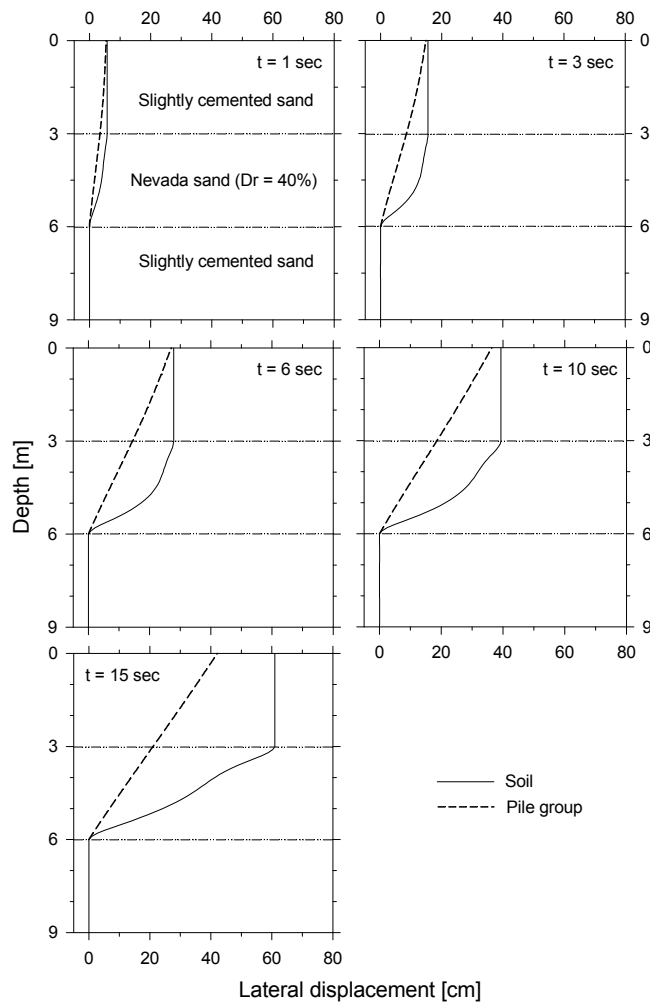 0 20 40 60 80 0 20 40 60 80
0 0
t = 1 sec t = 3 sec
Slightly cemented sand
3 3
Nevada sand (Dr = 40%)
6 6
Slightly cemented sand
9 9
0 0
t = 6 sec t = 10 sec
3 3
6 6
9 9
0 20 40 60 80
0
t = 15 sec
3
6
9
0 20 40 60 80
Depth [m]
Soil
Pile group
Lateral displacement [cm]